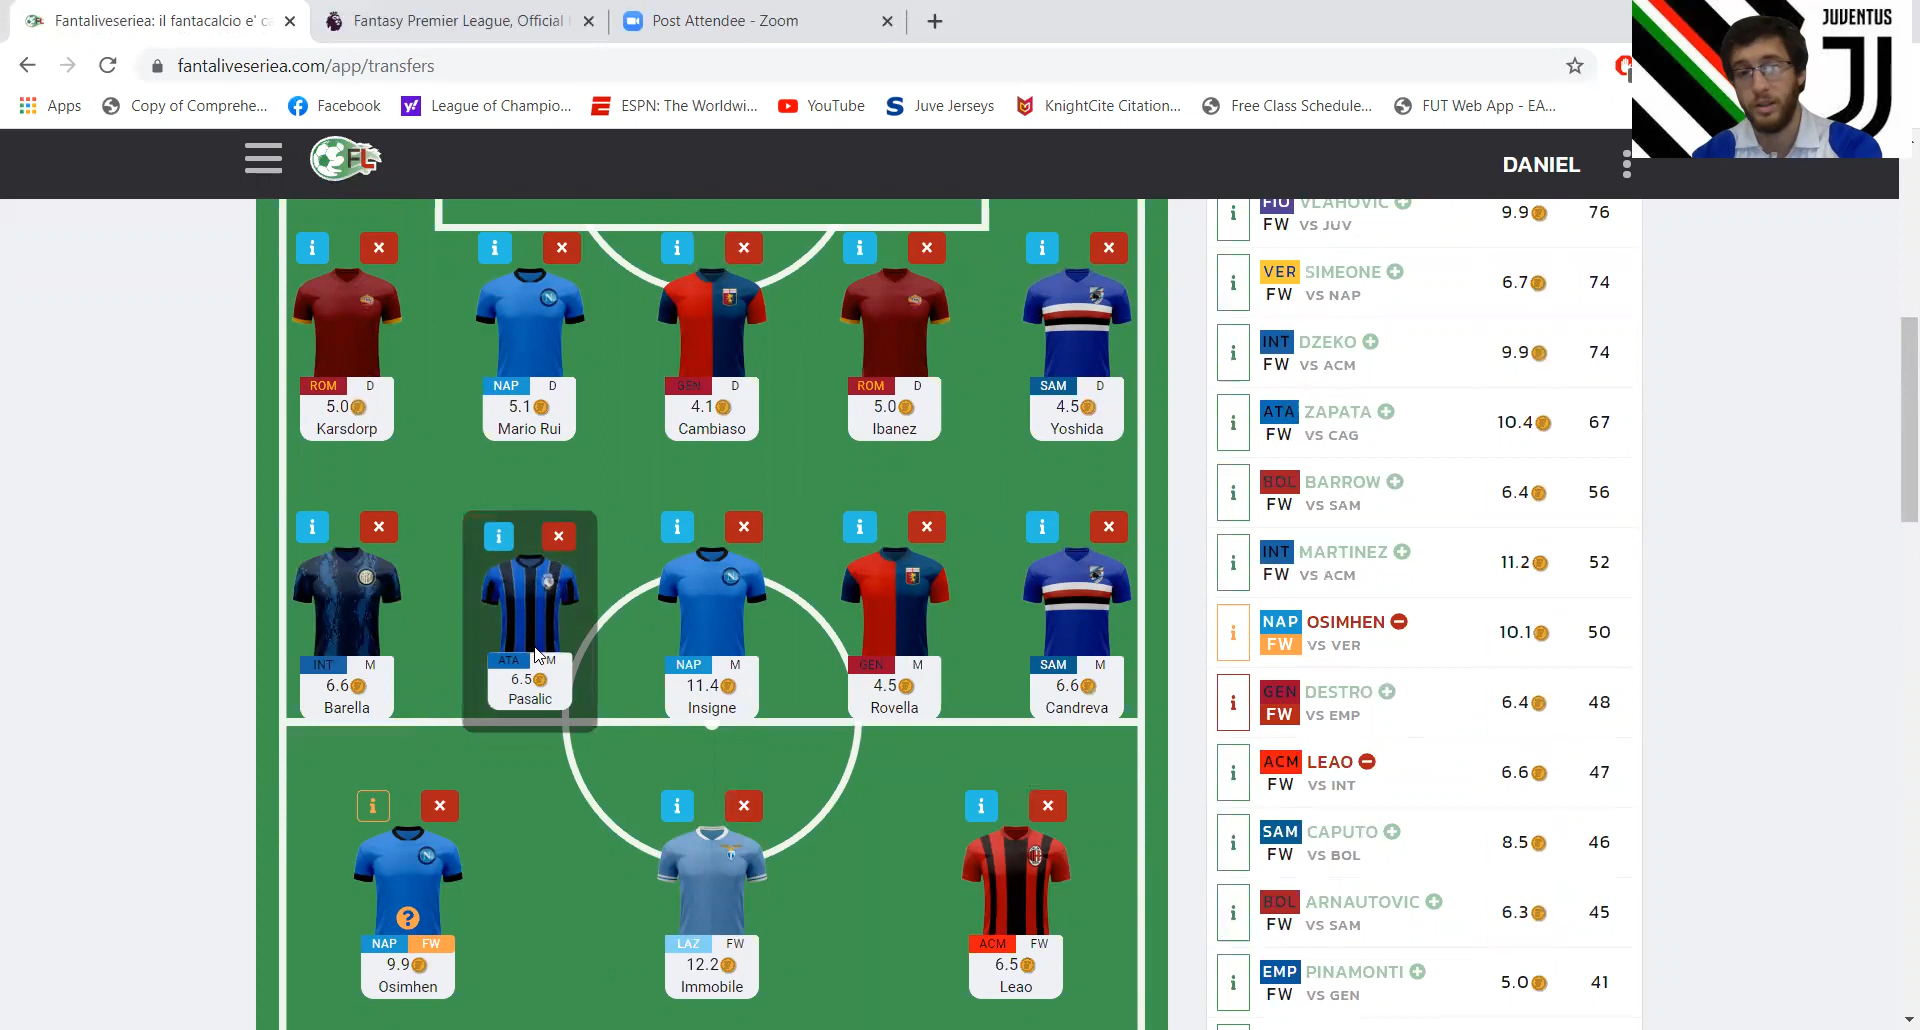 Fantaliveseriea: il fantacalcio e' c
Fantasy Premier League, Official
Post Attendee - Zoom
fantaliveseriea.com/app/transfers
Apps
Copy of Comprehe...
Facebook
League of Champio...
ESPN: The Worldwi...
YouTube
Juve Jerseys
KnightCite Citation...
Free Class Schedule...
FUT Web App - EA...
JUVENTUS
FL
DANIEL
ROM D
5.0
Karsdorp
NAP D
5.1
Mario Rui
GEN D
4.1
Cambiaso
ROM D
5.0
Ibanez
SAM D
4.5
Yoshida
INT M
6.6
Barella
ATA M
6.5
Pasalic
NAP M
11.4
Insigne
GEN M
4.5
Rovella
SAM M
6.6
Candreva
?
NAP FW
9.9
Osimhen
LAZ FW
12.2
Immobile
ACM FW
6.5
Leao
FIO VLAHOVIC 9.9 76
FW VS JUV
VER SIMEONE 6.7 74
FW VS NAP
INT DZEKO 9.9 74
FW VS ACM
ATA ZAPATA 10.4 67
FW VS CAG
BOL BARROW 6.4 56
FW VS SAM
INT MARTINEZ 11.2 52
FW VS ACM
NAP OSIMHEN 10.1 50
FW VS VER
GEN DESTRO 6.4 48
FW VS EMP
ACM LEAO 6.6 47
FW VS INT
SAM CAPUTO 8.5 46
FW VS BOL
BOL ARNAUTOVIC 6.3 45
FW VS SAM
EMP PINAMONTI 5.0 41
FW VS GEN